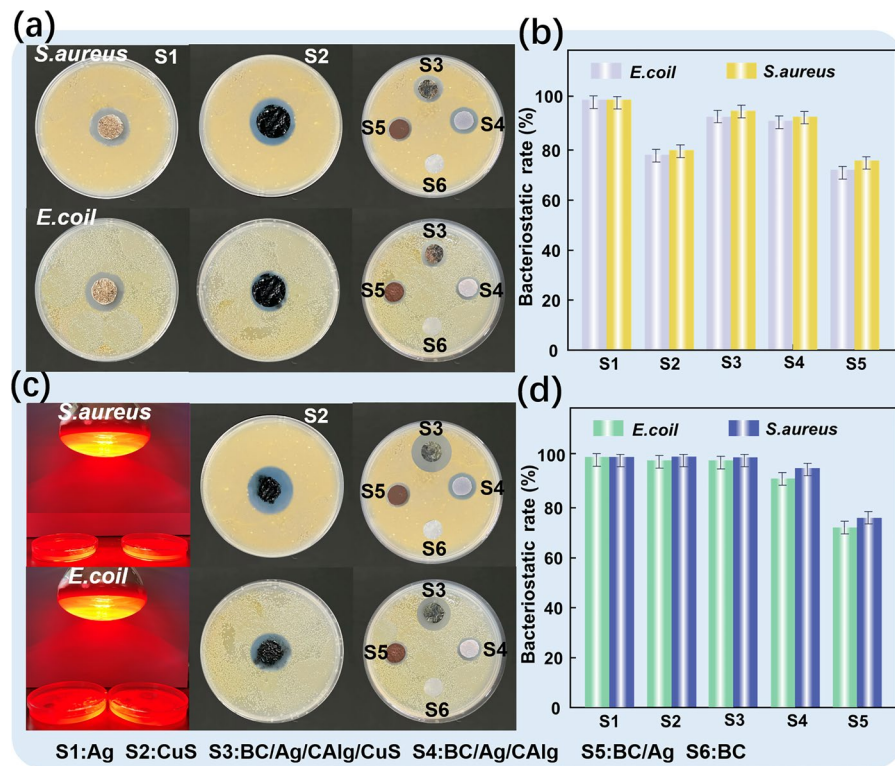 (a)
S.aureus S1
S2
S3
S5
S4
S6
E.coil
S3
S5
S4
S6
(b)
E.coil S.aureus
Bacteriostatic rate (%)
100
80
60
40
20
0
S1 S2 S3 S4 S5
(c)
S.aureus
S2
S3
S5
S4
S6
E.coil
S3
S5
S4
S6
(d)
E.coil S.aureus
Bacteriostatic rate (%)
100
80
60
40
20
0
S1 S2 S3 S4 S5
S1:Ag S2:CuS S3:BC/Ag/CAlg/CuS S4:BC/Ag/CAlg S5:BC/Ag S6:BC